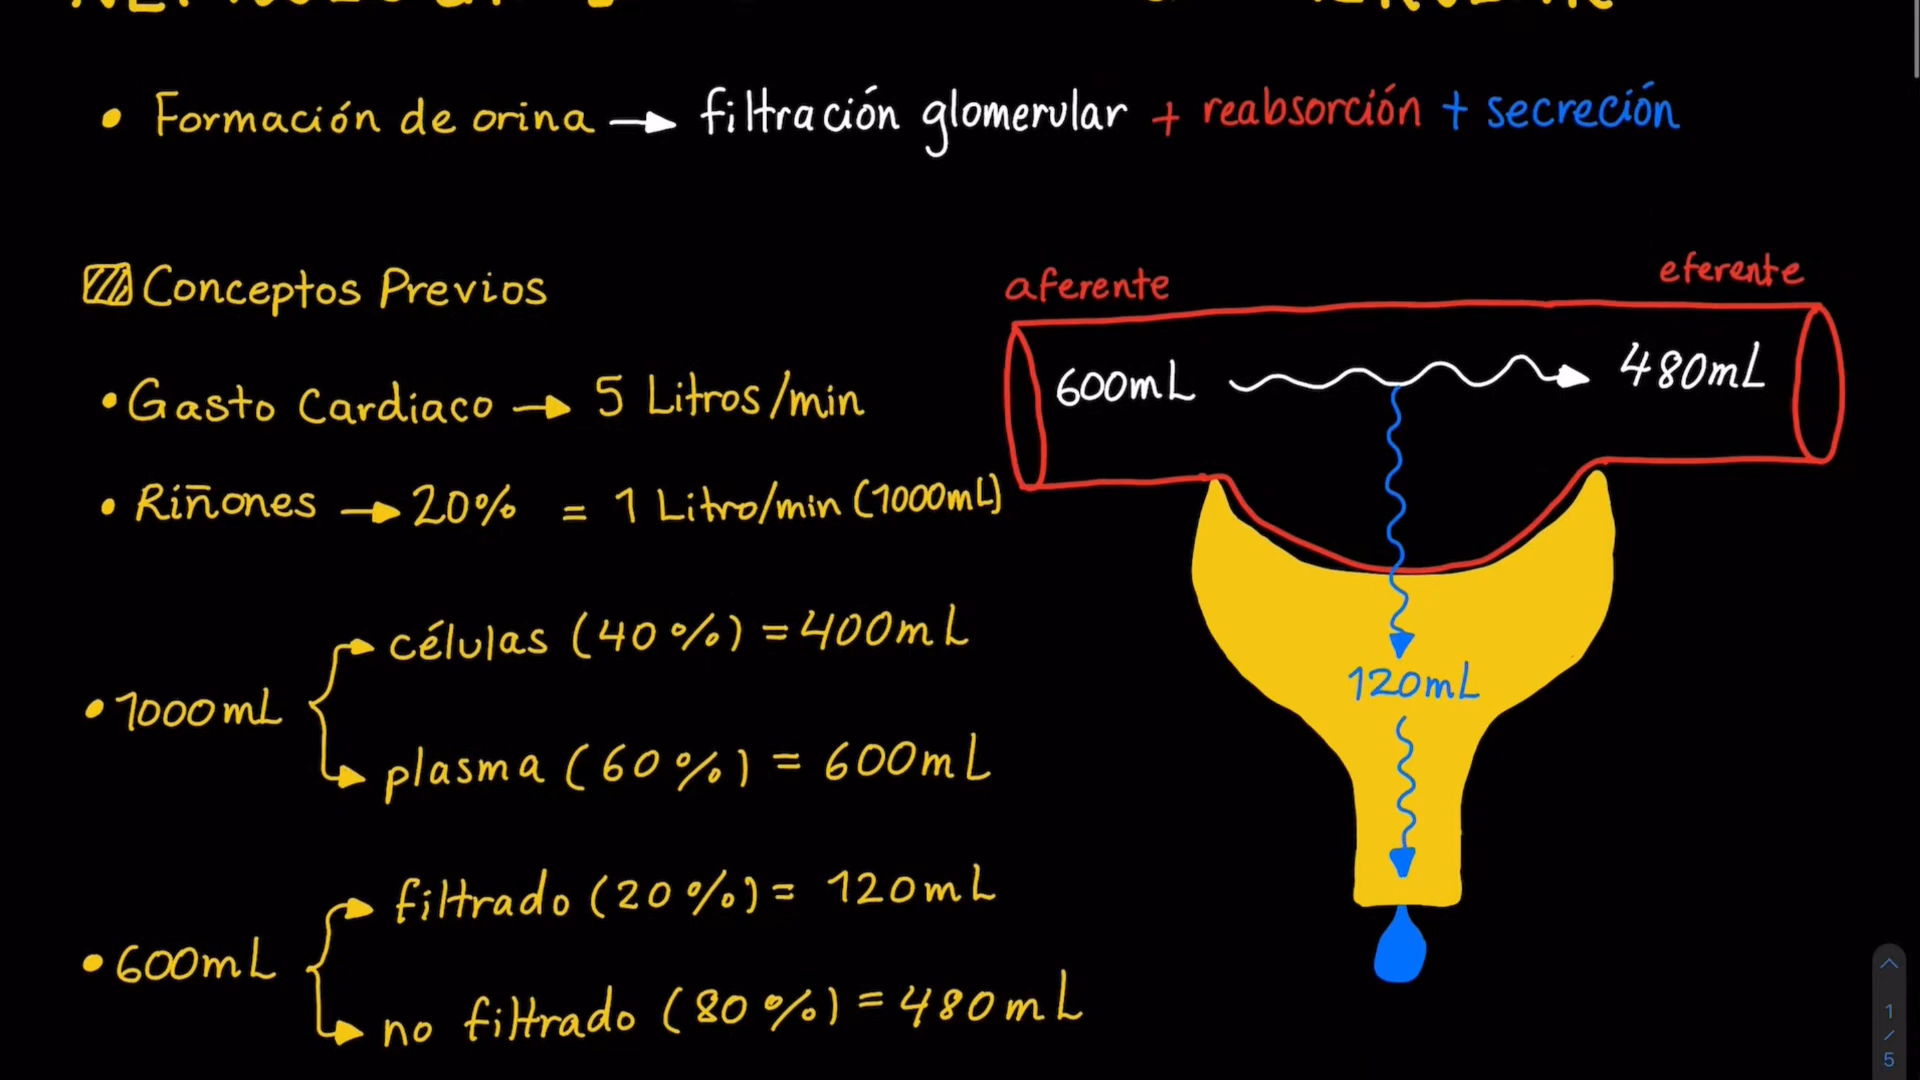 • Formación de orina → filtración glomerular + reabsorción + secreción
Conceptos Previos
• Gasto Cardiaco → 5 Litros/min
• Riñones → 20% = 1 Litro/min (1000mL)
• 1000mL
células (40%) = 400mL
plasma (60%) = 600mL
• 600mL
filtrado (20%) = 120mL
no filtrado (80%) = 480mL
aferente
eferente
600mL
480mL
120mL
1
/
5